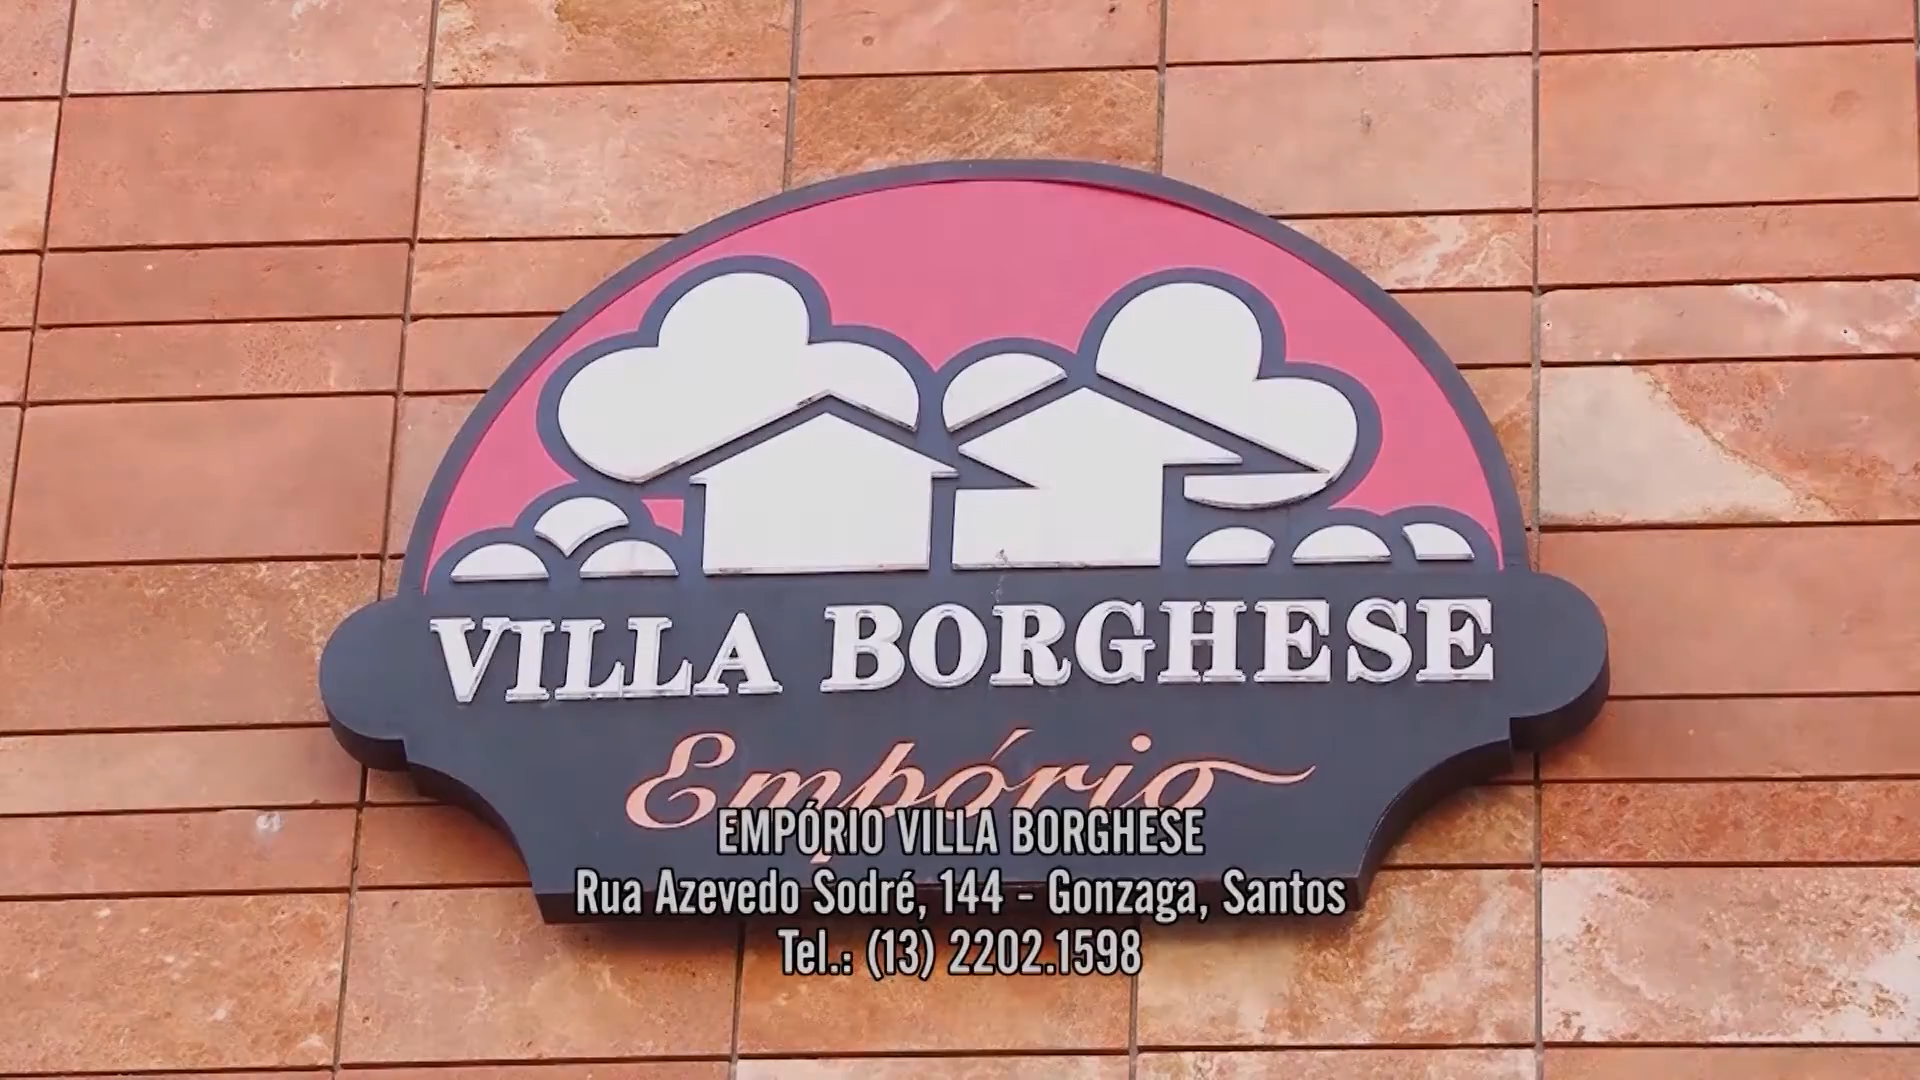 VILLA BORGHESE
Empório
EMPÓRIO VILLA BORGHESE
Rua Azevedo Sodré, 144 - Gonzaga, Santos
Tel.: (13) 2202.1598